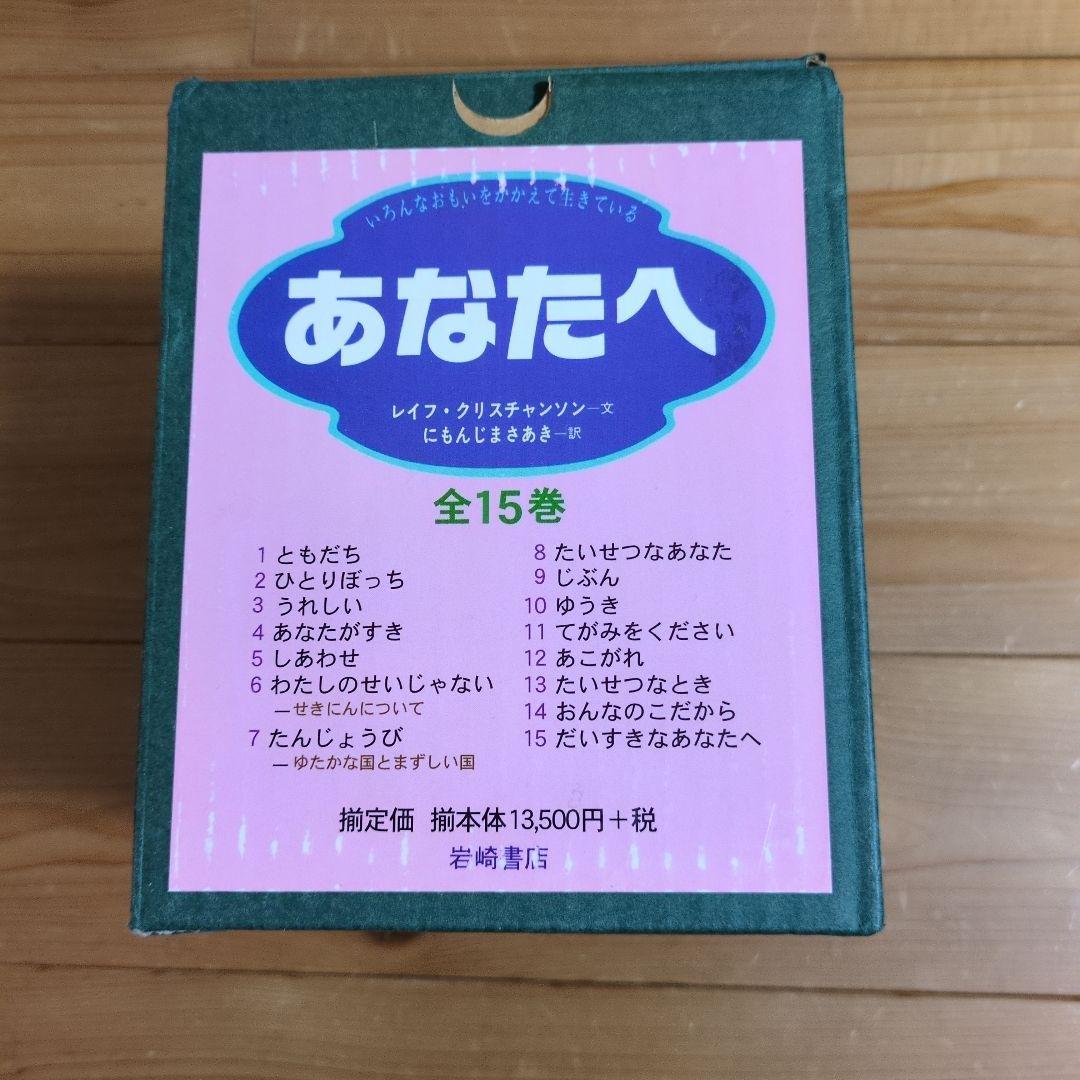 いろんなおもいをかかえて生きている
あなたへ
レイフ・クリスチャンソン―文
にもんじまさあき―訳
全15巻
1 ともだち
2 ひとりぼっち
3 うれしい
4 あなたがすき
5 しあわせ
6 わたしのせいじゃない
―せきにんについて
7 たんじょうび
―ゆたかな国とまずしい国
8 たいせつなあなた
9 じぶん
10 ゆうき
11 てがみをください
12 あこがれ
13 たいせつなとき
14 おんなのこだから
15 だいすきなあなたへ
揃定価 揃本体13,500円+税
岩崎書店